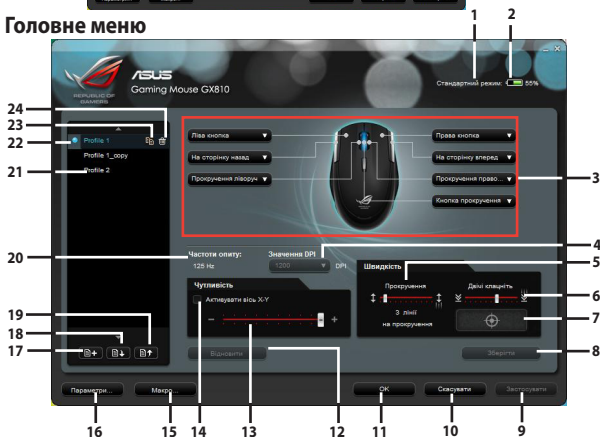 Головне меню
1
2
REPUBLIC OF
GAMERS
ASUS
Gaming Mouse GX810
Стандартний режим:
55%
24
23
22
21
Profile 1
Profile 1_copy
Profile 2
Ліва кнопка
На сторінку назад
Прокручення ліворуч
Права кнопка
На сторінку вперед
Прокручення право...
Кнопка прокручення
3
20
Частоти опиту:
125 Hz
Значення DPI
1200
DPI
4
Швидкість
5
Прокручення
Двічі клацніть
6
3 лінії
на прокручення
7
Чутливість
Активувати вісь X-Y
19
18
17
Відновити
Зберегти
8
Параметри...
Макро...
OK
Скасувати
Застосувати
16
15
14
13
12
11
10
9